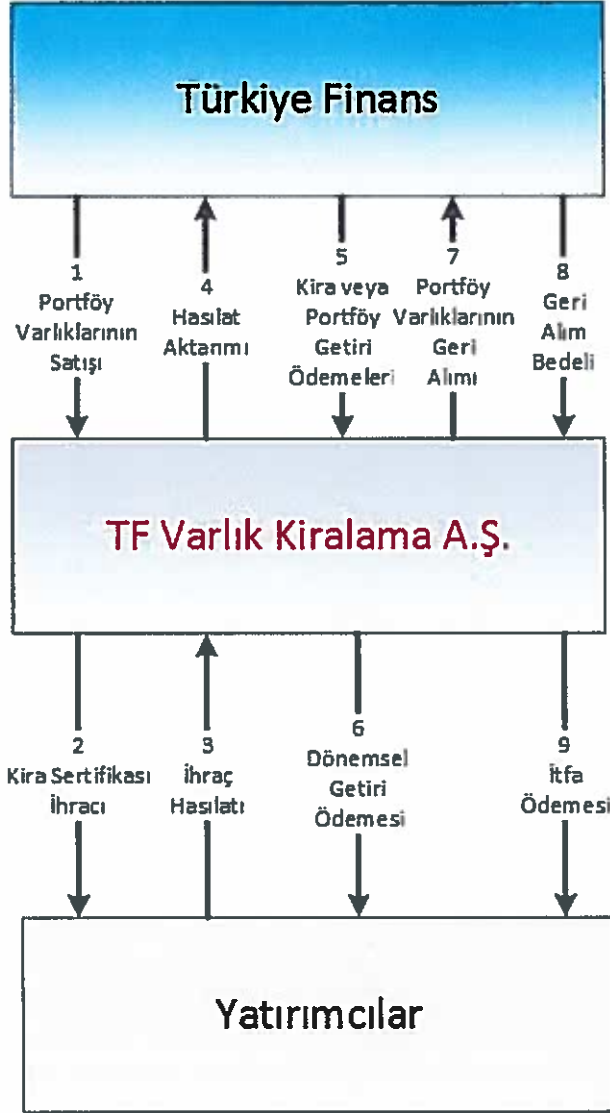 Türkiye Finans
1
Portföy
Varlıklarının
Satışı
4
Hasılat
Aktarımı
5
Kira veya
Portföy
Getiri
Ödemeleri
7
Portföy
Varlıklarının
Geri
Alımı
8
Geri
Alım
Bedeli
TF Varlık Kiralama A.Ş.
2
Kira Sertifikası
İhracı
3
İhraç
Hasılatı
6
Dönemsel
Getiri
Ödemesi
9
İtfa
Ödemesi
Yatırımcılar